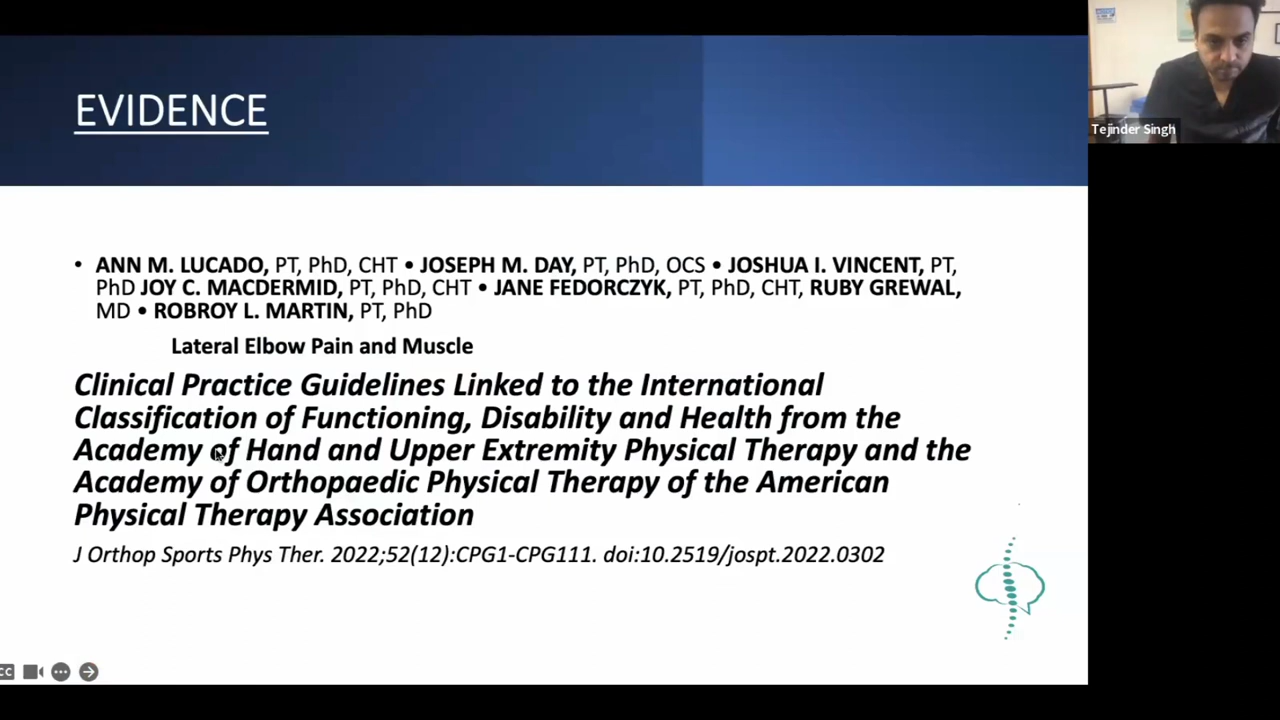 EVIDENCE
Tejinder Singh
• ANN M. LUCADO, PT, PhD, CHT • JOSEPH M. DAY, PT, PhD, OCS • JOSHUA I. VINCENT, PT,
PhD JOY C. MACDERMID, PT, PhD, CHT • JANE FEDORCZYK, PT, PhD, CHT, RUBY GREWAL,
MD • ROBROY L. MARTIN, PT, PhD
Lateral Elbow Pain and Muscle
Clinical Practice Guidelines Linked to the International
Classification of Functioning, Disability and Health from the
Academy of Hand and Upper Extremity Physical Therapy and the
Academy of Orthopaedic Physical Therapy of the American
Physical Therapy Association
J Orthop Sports Phys Ther. 2022;52(12):CPG1-CPG111. doi:10.2519/jospt.2022.0302
CC